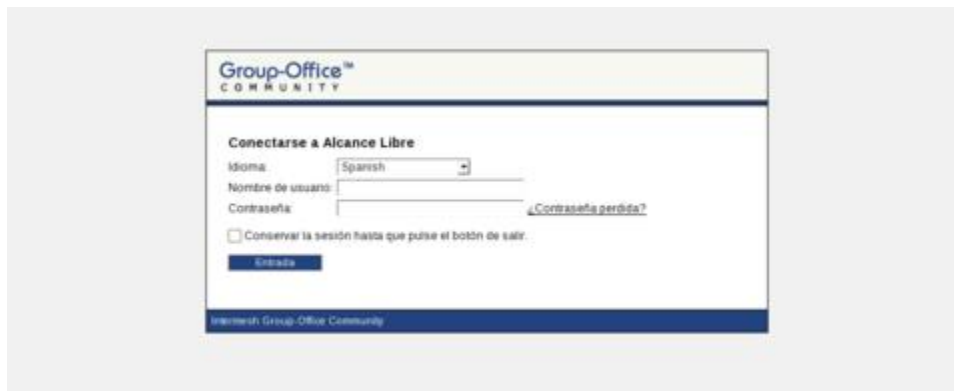 Group-Office™
COMMUNITY
Conectarse a Alcance Libre
Idioma: Spanish
Nombre de usuario:
Contraseña: ¿Contraseña perdida?
Conservar la sesión hasta que pulse el botón de salir.
Entrada
Intermesh Group-Office Community